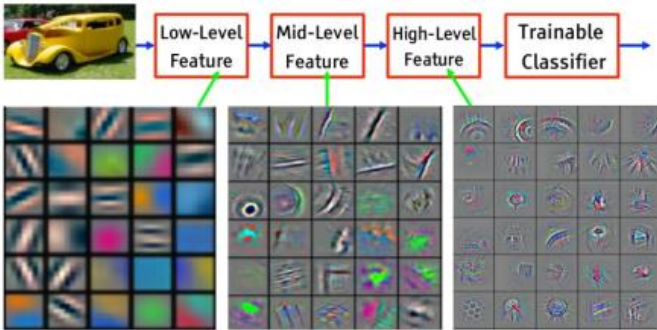 Low-Level
Feature
Mid-Level
Feature
High-Level
Feature
Trainable
Classifier